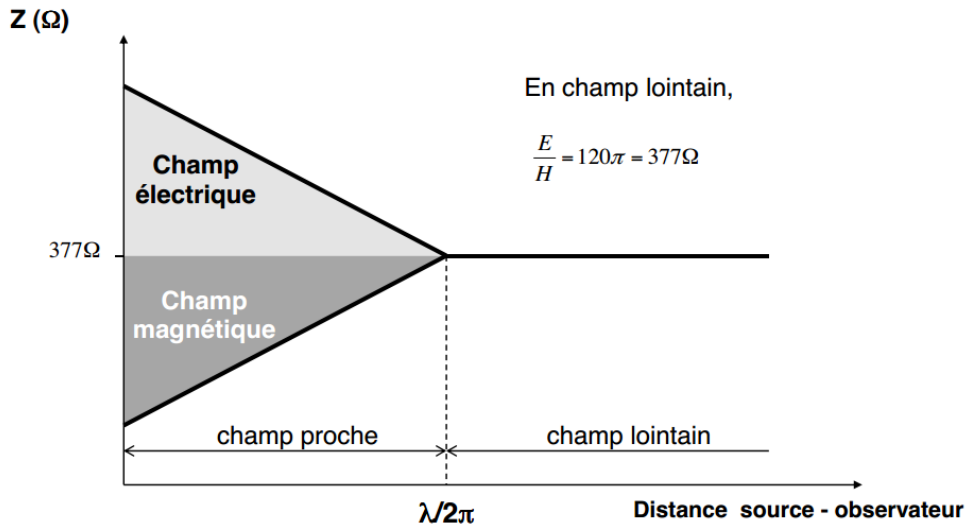 Z (Ω)
En champ lointain,
E/H = 120π = 377Ω
Champ
électrique
377Ω
Champ
magnétique
champ proche
champ lointain
λ/2π
Distance source - observateur